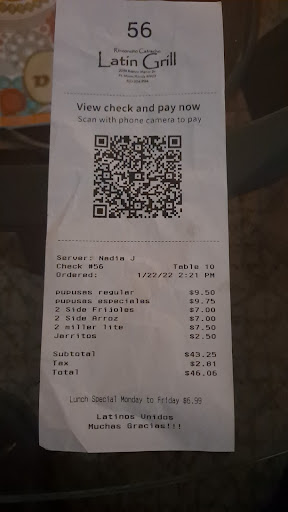 56
Latin Grill
View check and pay now
Scan with phone camera to pay
Server: Nadia J
Check #56 Table 10
Ordered: 1/22/22 2:21 PM
pupusas regular $9.50
pupusas especiales $9.75
2 Side Frijoles $7.00
2 Side Arroz $7.00
2 miller lite $7.50
Jarritos $2.50
Subtotal $43.25
Tax $2.81
Total $46.06
Lunch Special Monday to Friday $6.99
Latinos Unidos
Muchas Gracias!!!